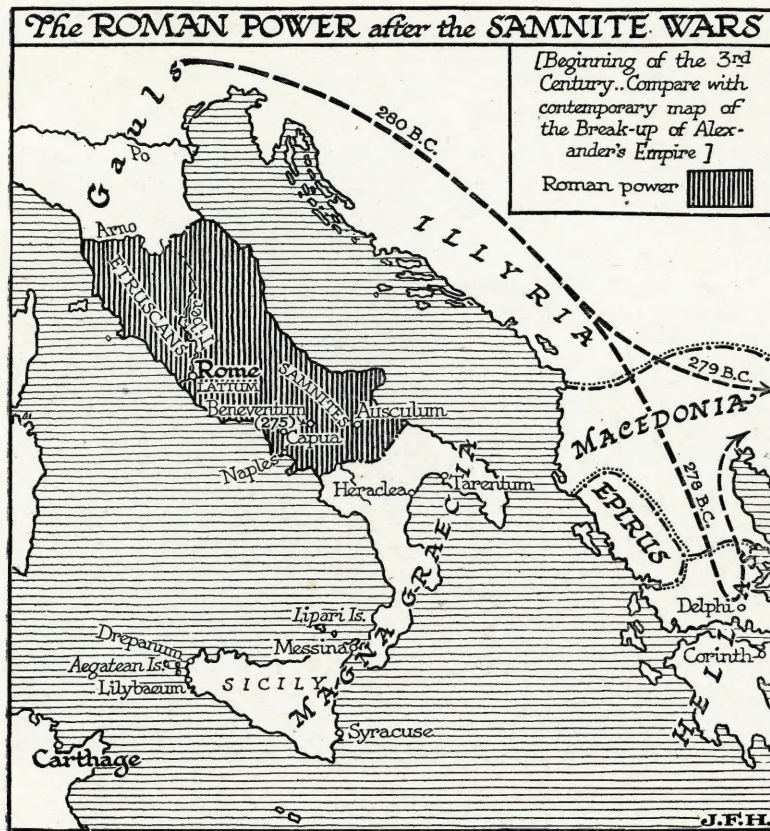 The ROMAN POWER after the SAMNITE WARS
[Beginning of the 3rd
Century..Compare with
contemporary map of
the Break-up of Alex-
ander's Empire ]
Roman power
Gauls
280 B.C.
Po
Arno
ILLYRIA
ETRUSCANS
Tiber
279 B.C.
Rome
LATIUM
SAMNITES
Beneventum
(275)
Ausculum
Capua
MACEDONIA
Naples
Heraclea
Tarentum
278 B.C.
EPIRUS
MAGNA GRAECIA
Delphi
Lipari Is.
Messina
Drepanum
Aegatean Is.
Lilybaeum
SICILY
Corinth
Syracuse
Carthage
J.F.H.